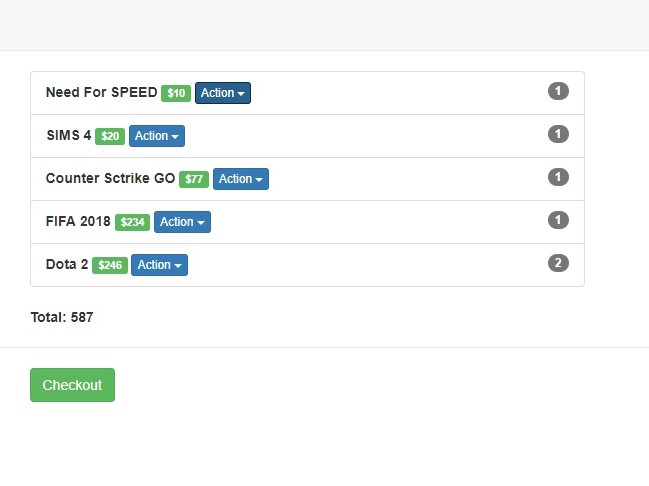 Need For SPEED $10 Action 1
SIMS 4 $20 Action 1
Counter Sctrike GO $77 Action 1
FIFA 2018 $234 Action 1
Dota 2 $246 Action 2
Total: 587
Checkout